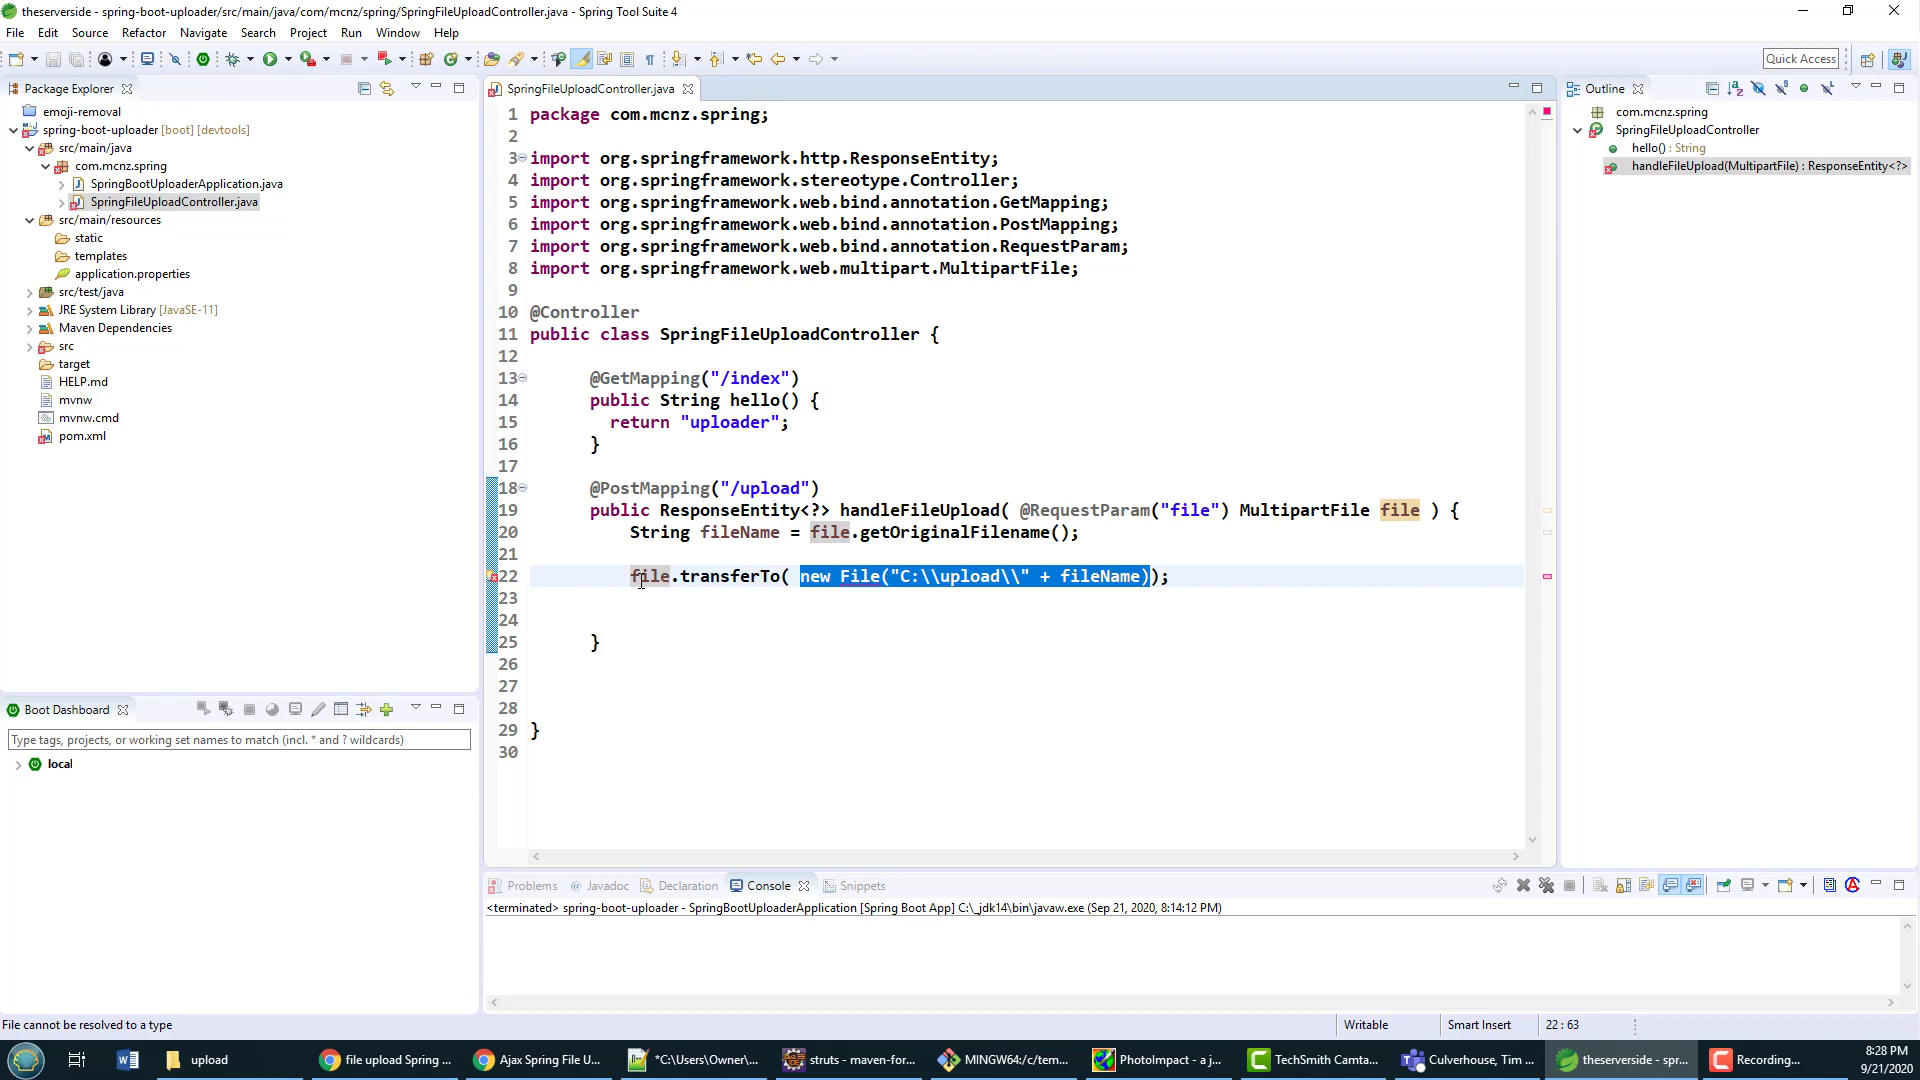 theserverside - spring-boot-uploader/src/main/java/com/mcnz/spring/SpringFileUploadController.java - Spring Tool Suite 4
File Edit Source Refactor Navigate Search Project Run Window Help
Quick Access
Package Explorer
emoji-removal
spring-boot-uploader [boot] [devtools]
src/main/java
com.mcnz.spring
SpringBootUploaderApplication.java
SpringFileUploadController.java
src/main/resources
static
templates
application.properties
src/test/java
JRE System Library [JavaSE-11]
Maven Dependencies
src
target
HELP.md
mvnw
mvnw.cmd
pom.xml
Boot Dashboard
Type tags, projects, or working set names to match (incl. * and ? wildcards)
local
SpringFileUploadController.java
1 package com.mcnz.spring;
2
3 import org.springframework.http.ResponseEntity;
4 import org.springframework.stereotype.Controller;
5 import org.springframework.web.bind.annotation.GetMapping;
6 import org.springframework.web.bind.annotation.PostMapping;
7 import org.springframework.web.bind.annotation.RequestParam;
8 import org.springframework.web.multipart.MultipartFile;
9
10 @Controller
11 public class SpringFileUploadController {
12
13 @GetMapping("/index")
14 public String hello() {
15 return "uploader";
16 }
17
18 @PostMapping("/upload")
19 public ResponseEntity<?> handleFileUpload( @RequestParam("file") MultipartFile file ) {
20 String fileName = file.getOriginalFilename();
21
22 file.transferTo( new File("C:\\upload\\" + fileName));
23
24
25 }
26
27
28
29 }
30
Outline
com.mcnz.spring
SpringFileUploadController
hello() : String
handleFileUpload(MultipartFile) : ResponseEntity<?>
Problems @ Javadoc Declaration Console Snippets
<terminated> spring-boot-uploader - SpringBootUploaderApplication [Spring Boot App] C:\_jdk14\bin\javaw.exe (Sep 21, 2020, 8:14:12 PM)
File cannot be resolved to a type
Writable Smart Insert 22 : 63
upload
file upload Spring ...
Ajax Spring File U...
*C:\Users\Owner\...
struts - maven-for...
MINGW64:/c/tem...
PhotoImpact - a j...
TechSmith Camta...
Culverhouse, Tim ...
theserverside - spr...
Recording...
8:28 PM
9/21/2020